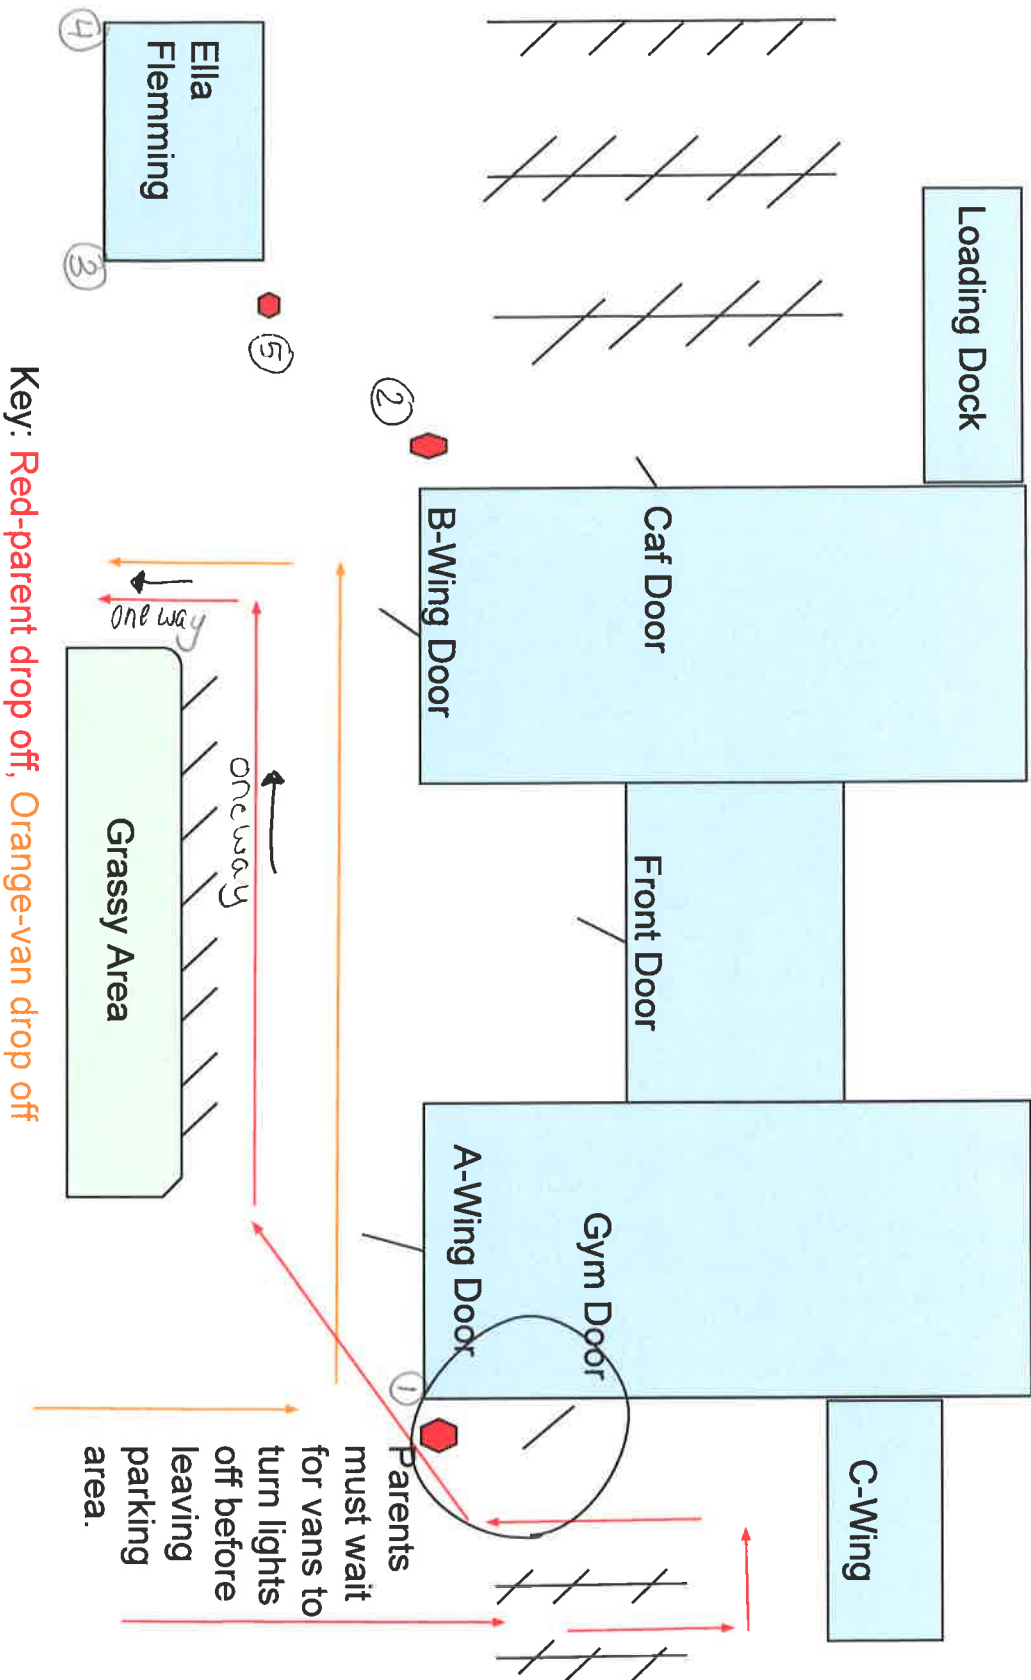 Loading Dock
C-Wing
Caf Door
Front Door
Gym Door
B-Wing Door
A-Wing Door
1
2
5
Parents
must wait
for vans to
turn lights
off before
leaving
parking
area.
one way
one way
Ella
Flemming
4
3
Grassy Area
Key: Red-parent drop off, Orange-van drop off